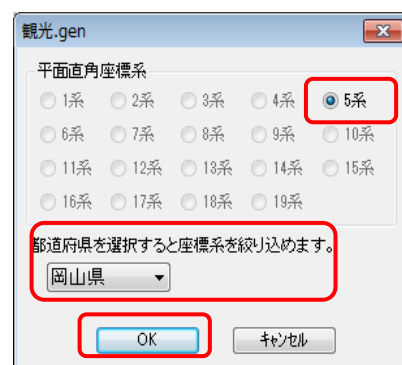 観光.gen
平面直角座標系
1系 2系 3系 4系 5系
6系 7系 8系 9系 10系
11系 12系 13系 14系 15系
16系 17系 18系 19系
都道府県を選択すると座標系を絞り込めます。
岡山県
OK キャンセル